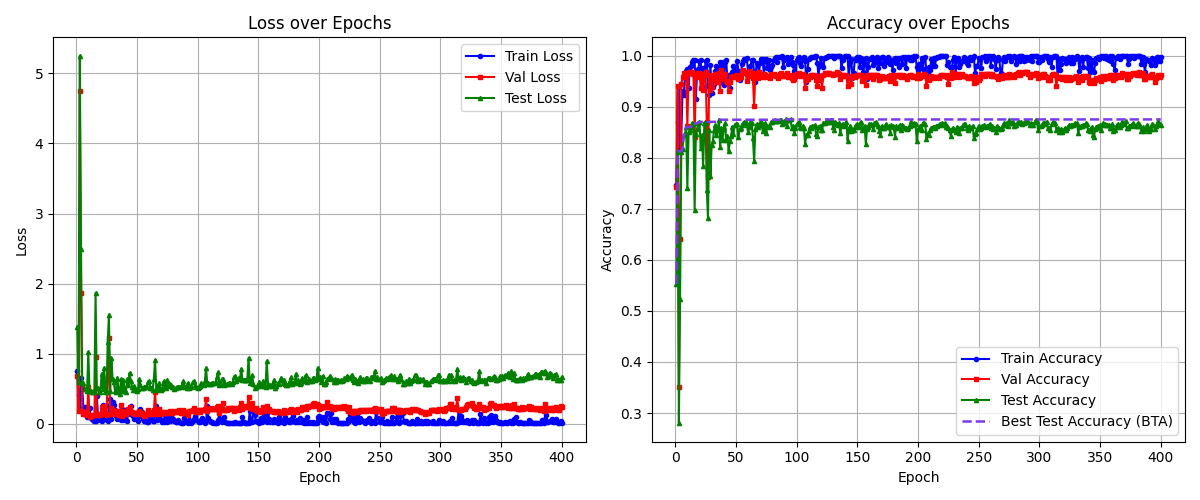 Loss over Epochs
Train Loss
Val Loss
Test Loss
5
4
3
2
1
0
Loss
0 50 100 150 200 250 300 350 400
Epoch
Accuracy over Epochs
1.0
0.9
0.8
0.7
0.6
0.5
0.4
0.3
Accuracy
Train Accuracy
Val Accuracy
Test Accuracy
Best Test Accuracy (BTA)
0 50 100 150 200 250 300 350 400
Epoch